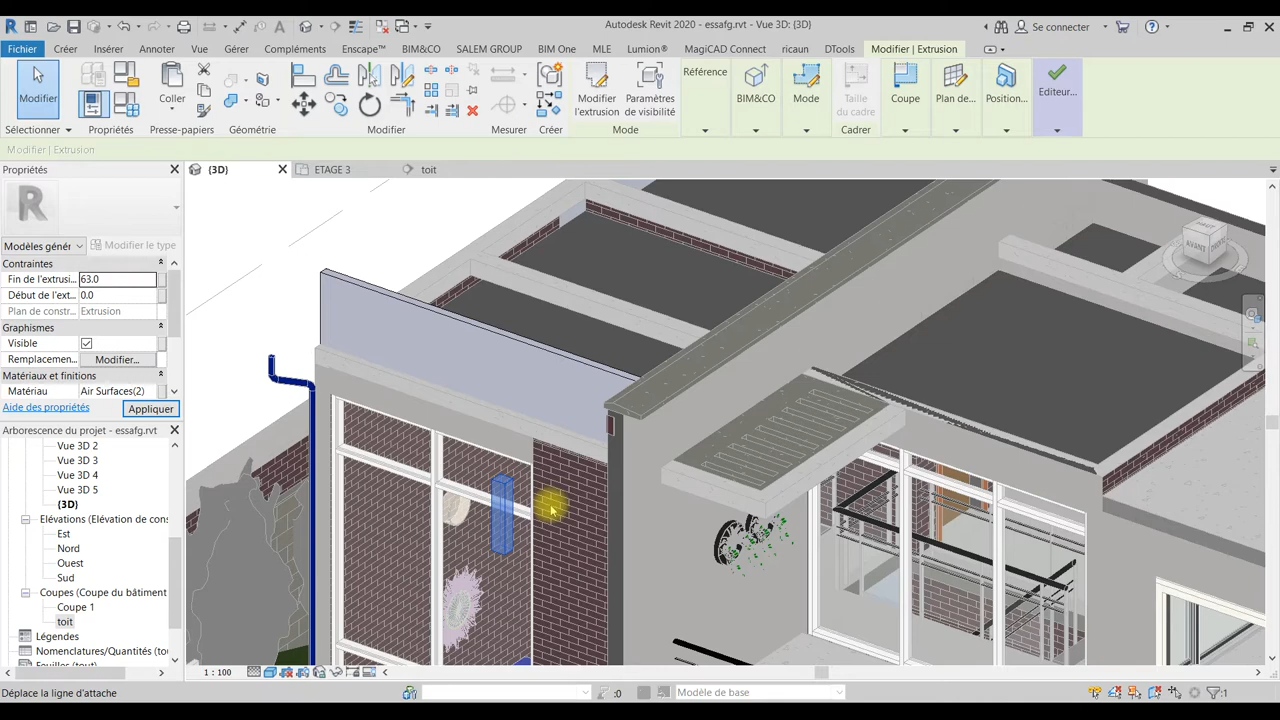 Autodesk Revit 2020 - essafg.rvt - Vue 3D: {3D}
Se connecter
Fichier Créer Insérer Annoter Vue Gérer Compléments Enscape™ BIM&CO SALEM GROUP BIM One MLE Lumion® MagiCAD Connect ricaun DTools Modifier | Extrusion
Modifier
Coller
Modifier
l'extrusion
Paramètres
de visibilité
Référence
BIM&CO
Mode
Taille
du cadre
Coupe
Plan de...
Position...
Editeur...
Sélectionner Propriétés Presse-papiers Géométrie Modifier Mesurer Créer Mode Cadrer
Modifier | Extrusion
Propriétés
{3D} ETAGE 3 toit
R
Modèles génér Modifier le type
Contraintes
Fin de l'extrusi... 63.0
Début de l'ext... 0.0
Plan de constr... Extrusion
Graphismes
Visible
Remplacemen... Modifier...
Matériaux et finitions
Matériau Air Surfaces(2)
Aide des propriétés Appliquer
Arborescence du projet - essafg.rvt
Vue 3D 2
Vue 3D 3
Vue 3D 4
Vue 3D 5
{3D}
Elévations (Elévation de cons
Est
Nord
Ouest
Sud
Coupes (Coupe du bâtiment
Coupe 1
toit
Légendes
Nomenclatures/Quantités (tou
Feuilles (tout)
AVANT
1 : 100
Déplace la ligne d'attache
:0
Modèle de base
:1